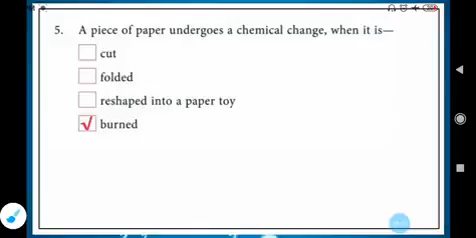 5. A piece of paper undergoes a chemical change, when it is—
cut
folded
reshaped into a paper toy
burned